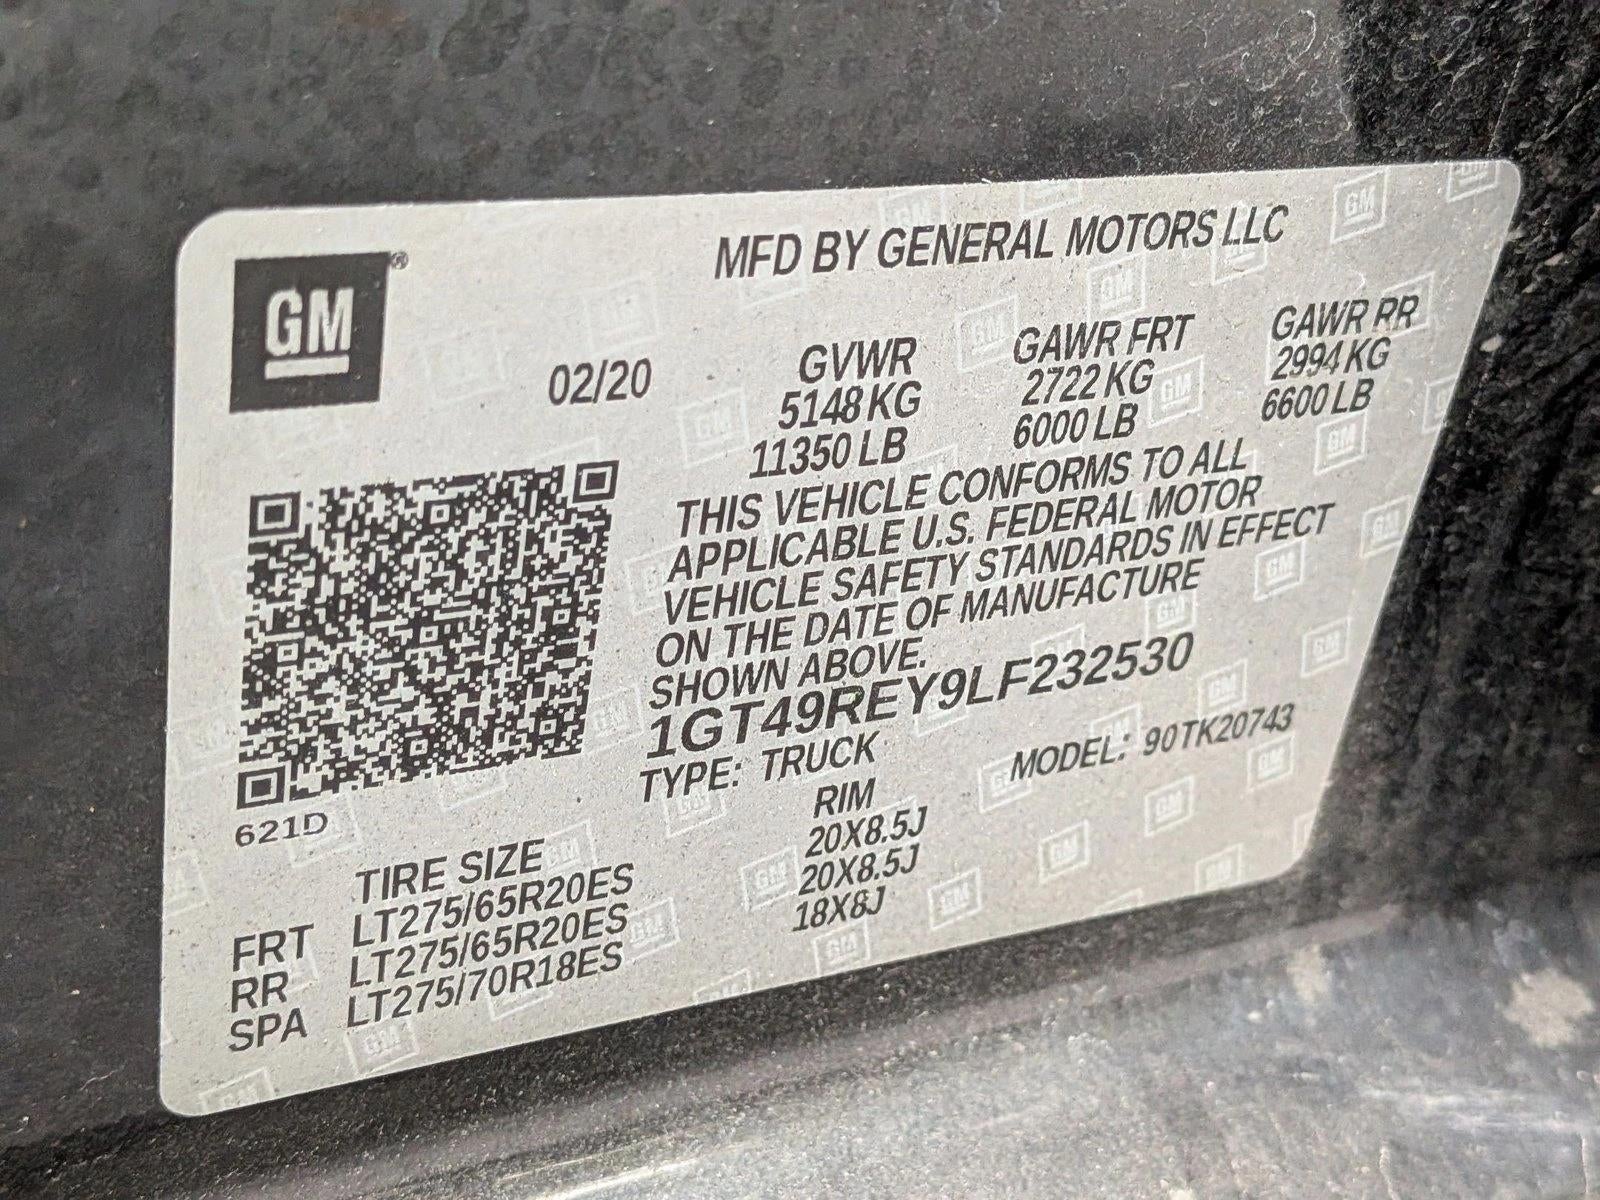 GM®
MFD BY GENERAL MOTORS LLC
02/20
GVWR GAWR FRT GAWR RR
5148 KG 2722 KG 2994 KG
11350 LB 6000 LB 6600 LB
THIS VEHICLE CONFORMS TO ALL
APPLICABLE U.S. FEDERAL MOTOR
VEHICLE SAFETY STANDARDS IN EFFECT
ON THE DATE OF MANUFACTURE
SHOWN ABOVE.
1GT49REY9LF232530
TYPE: TRUCK MODEL: 90TK20743
621D
TIRE SIZE RIM
FRT LT275/65R20ES 20X8.5J
RR LT275/65R20ES 20X8.5J
SPA LT275/70R18ES 18X8J